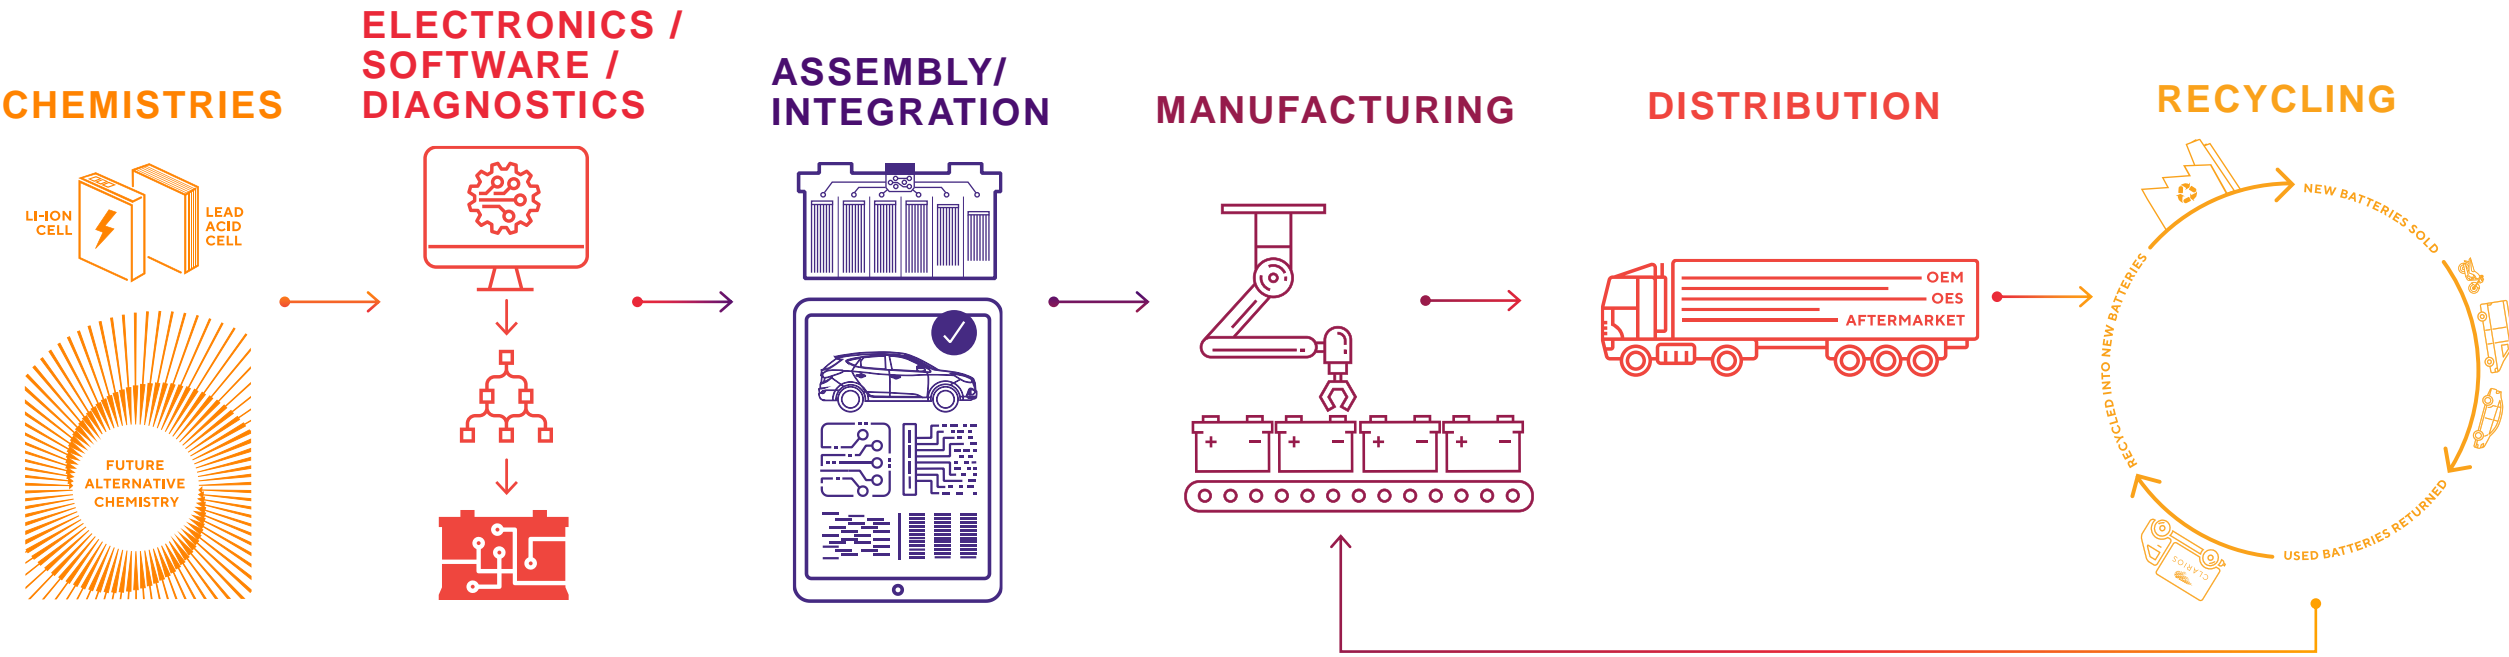 CHEMISTRIES
LI-ION
CELL
LEAD
ACID
CELL
FUTURE
ALTERNATIVE
CHEMISTRY
ELECTRONICS /
SOFTWARE /
DIAGNOSTICS
ASSEMBLY/
INTEGRATION
MANUFACTURING
+ −
+ −
+ −
+ −
DISTRIBUTION
OEM
OES
AFTERMARKET
RECYCLING
NEW BATTERIES SOLD
USED BATTERIES RETURNED
CLARIOS
RECYCLED INTO NEW BATTERIES